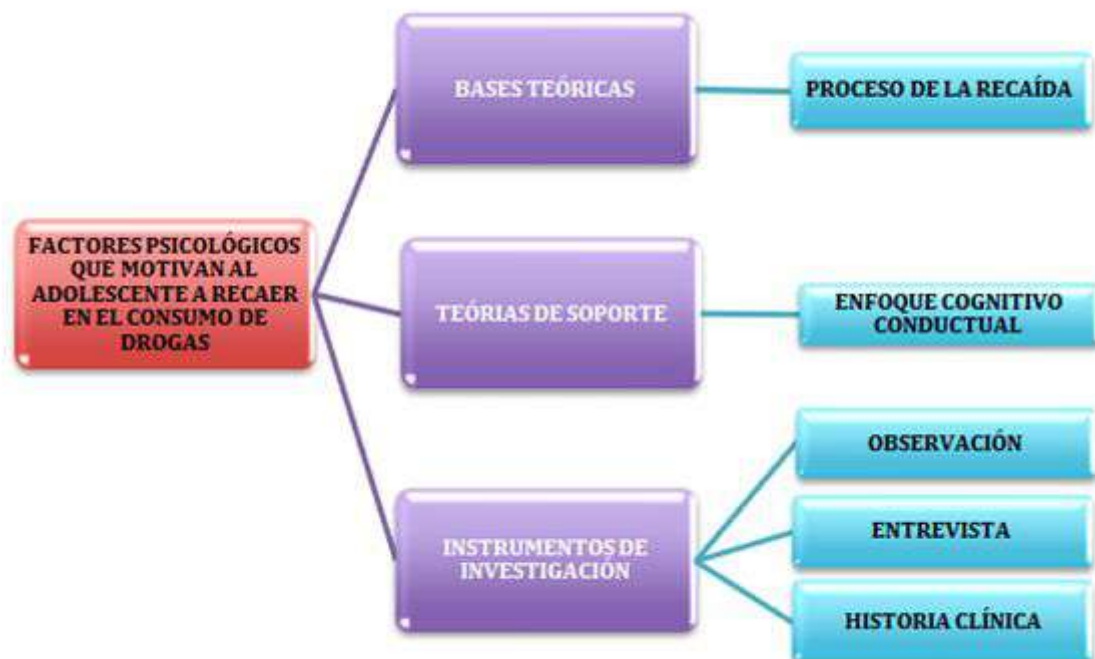 FACTORES PSICOLÓGICOS
QUE MOTIVAN AL
ADOLESCENTE A RECAER
EN EL CONSUMO DE
DROGAS
BASES TEÓRICAS
PROCESO DE LA RECAÍDA
TEÓRIAS DE SOPORTE
ENFOQUE COGNITIVO
CONDUCTUAL
INSTRUMENTOS DE
INVESTIGACIÓN
OBSERVACIÓN
ENTREVISTA
HISTORIA CLÍNICA